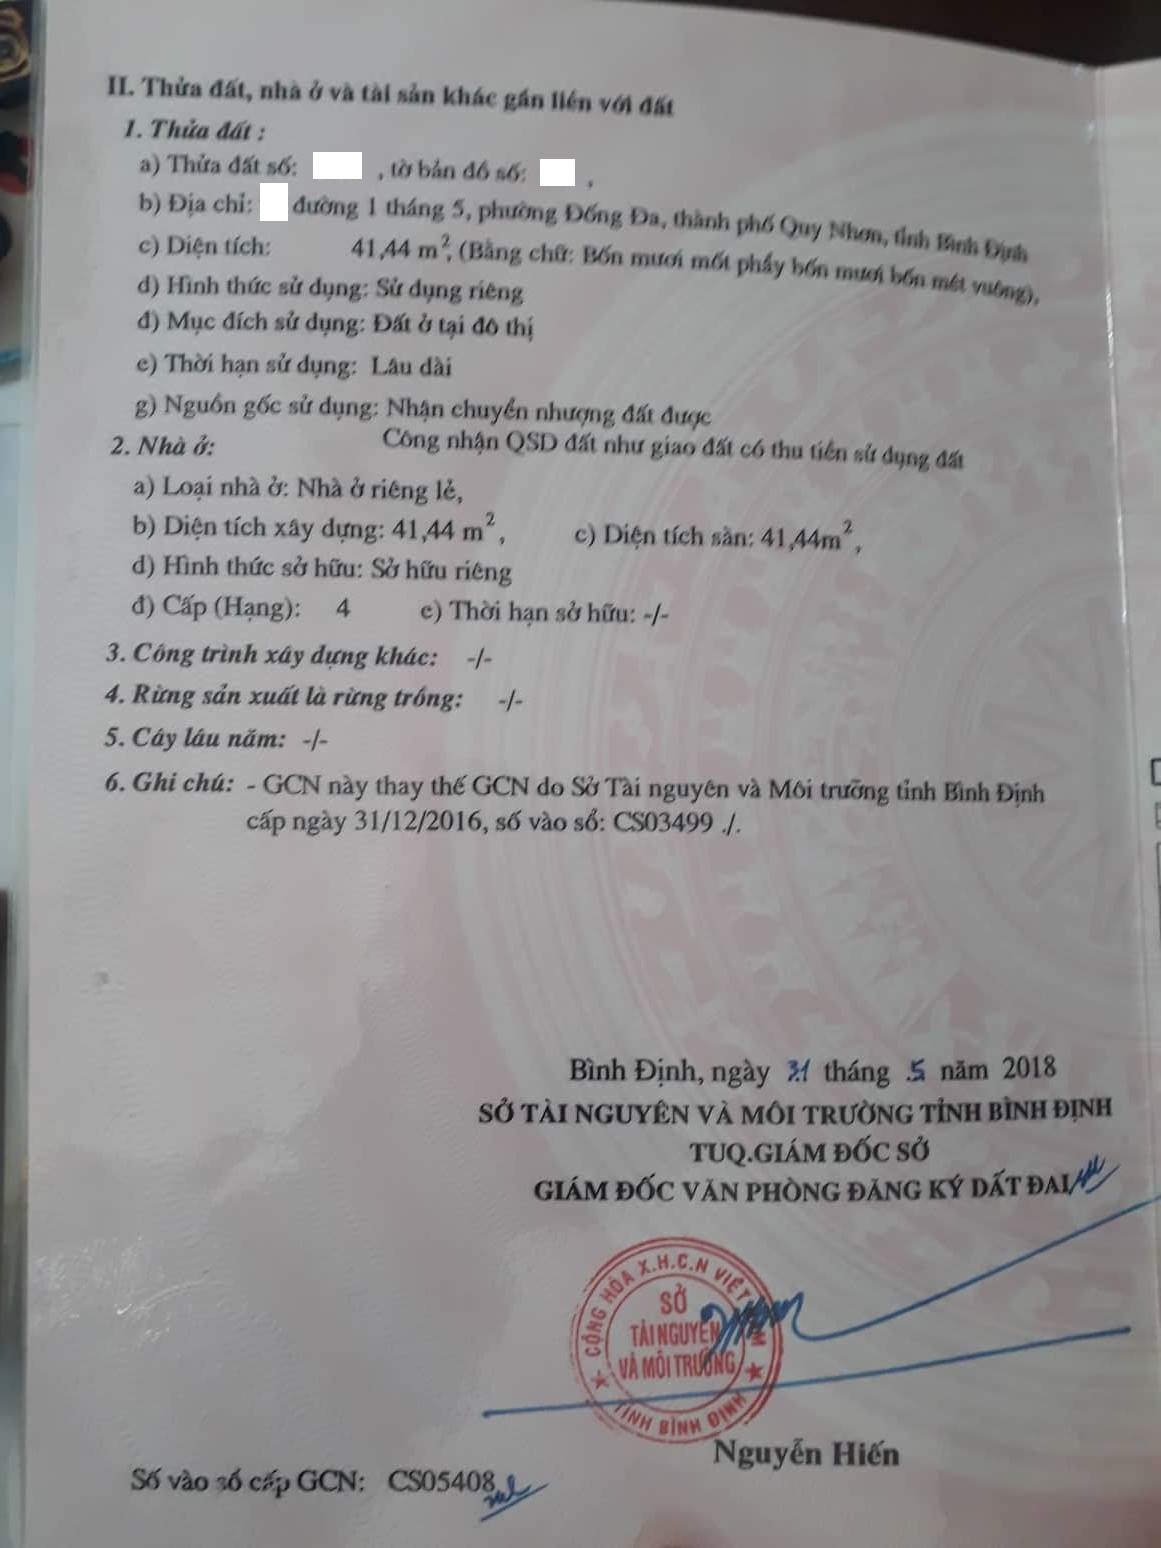 II. Thửa đất, nhà ở và tài sản khác gắn liền với đất
1. Thửa đất :
a) Thửa đất số: , tờ bản đồ số: ,
b) Địa chỉ: đường 1 tháng 5, phường Đống Đa, thành phố Quy Nhơn, tỉnh Bình Định
c) Diện tích: 41,44 m², (Bằng chữ: Bốn mươi mốt phẩy bốn mươi bốn mét vuông),
d) Hình thức sử dụng: Sử dụng riêng
đ) Mục đích sử dụng: Đất ở tại đô thị
e) Thời hạn sử dụng: Lâu dài
g) Nguồn gốc sử dụng: Nhận chuyển nhượng đất được
Công nhận QSD đất như giao đất có thu tiền sử dụng đất
2. Nhà ở:
a) Loại nhà ở: Nhà ở riêng lẻ,
b) Diện tích xây dựng: 41,44 m², c) Diện tích sàn: 41,44m²,
d) Hình thức sở hữu: Sở hữu riêng
đ) Cấp (Hạng): 4 e) Thời hạn sở hữu: -/-
3. Công trình xây dựng khác: -/-
4. Rừng sản xuất là rừng trồng: -/-
5. Cây lâu năm: -/-
6. Ghi chú: - GCN này thay thế GCN do Sở Tài nguyên và Môi trường tỉnh Bình Định
cấp ngày 31/12/2016, số vào sổ: CS03499 ./.
Bình Định, ngày 31 tháng 5 năm 2018
SỞ TÀI NGUYÊN VÀ MÔI TRƯỜNG TỈNH BÌNH ĐỊNH
TUQ.GIÁM ĐỐC SỞ
GIÁM ĐỐC VĂN PHÒNG ĐĂNG KÝ ĐẤT ĐAI
CỘNG HÒA X.H.C.N VIỆT NAM
SỞ
TÀI NGUYÊN
VÀ MÔI TRƯỜNG
TỈNH BÌNH ĐỊNH
Nguyễn Hiến
Số vào sổ cấp GCN: CS05408